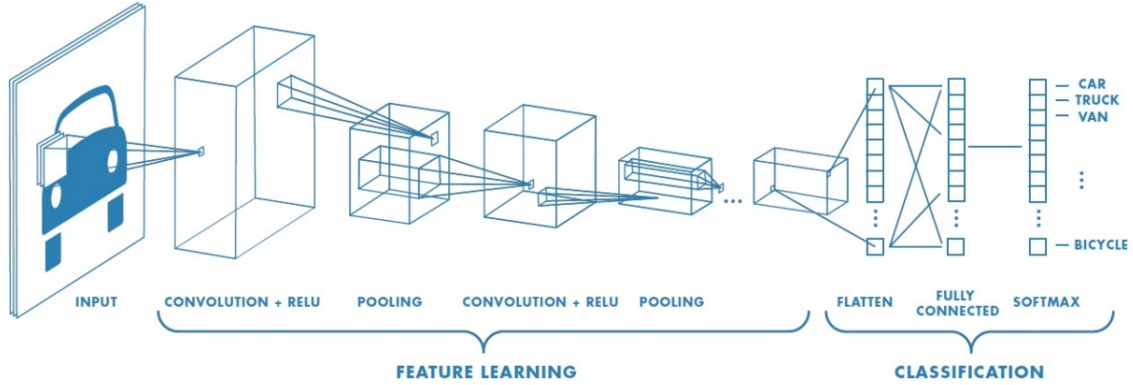 CAR
TRUCK
VAN
BICYCLE
INPUT
CONVOLUTION + RELU
POOLING
CONVOLUTION + RELU
POOLING
FLATTEN
FULLY
CONNECTED
SOFTMAX
FEATURE LEARNING
CLASSIFICATION